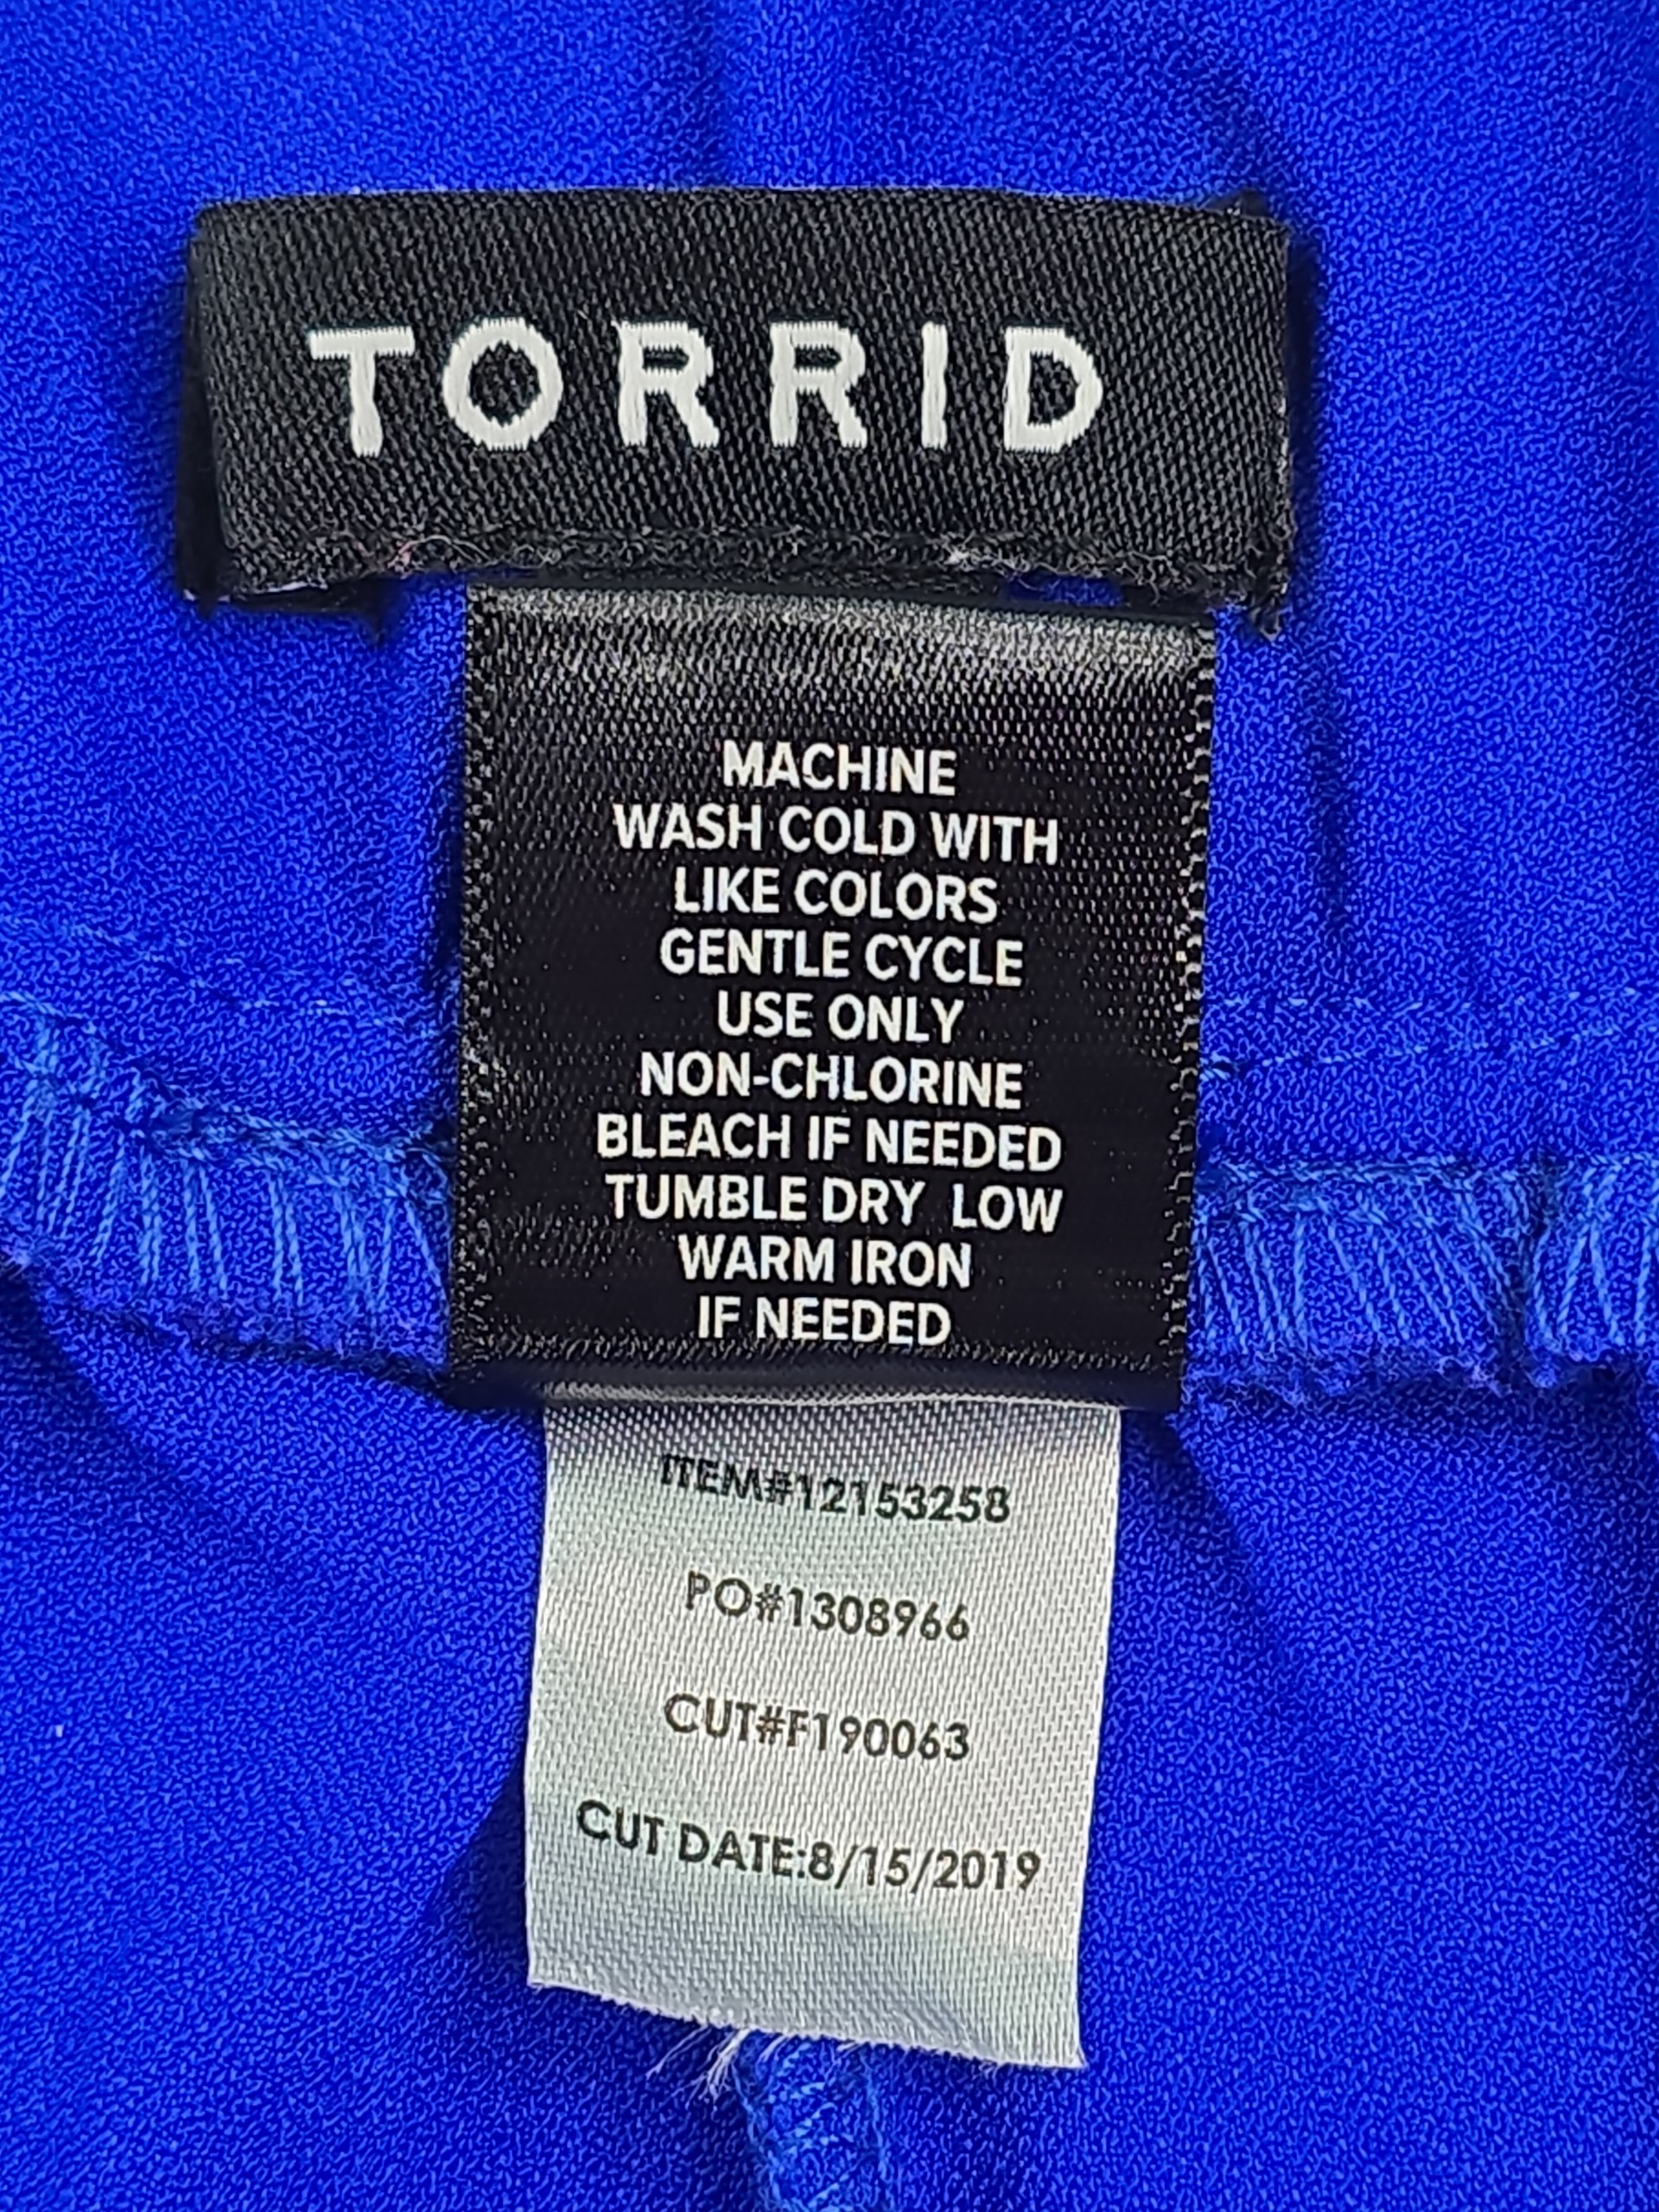 TORRID
MACHINE
WASH COLD WITH
LIKE COLORS
GENTLE CYCLE
USE ONLY
NON-CHLORINE
BLEACH IF NEEDED
TUMBLE DRY LOW
WARM IRON
IF NEEDED
ITEM#12153258
PO#1308966
CUT#F190063
CUT DATE:8/15/2019